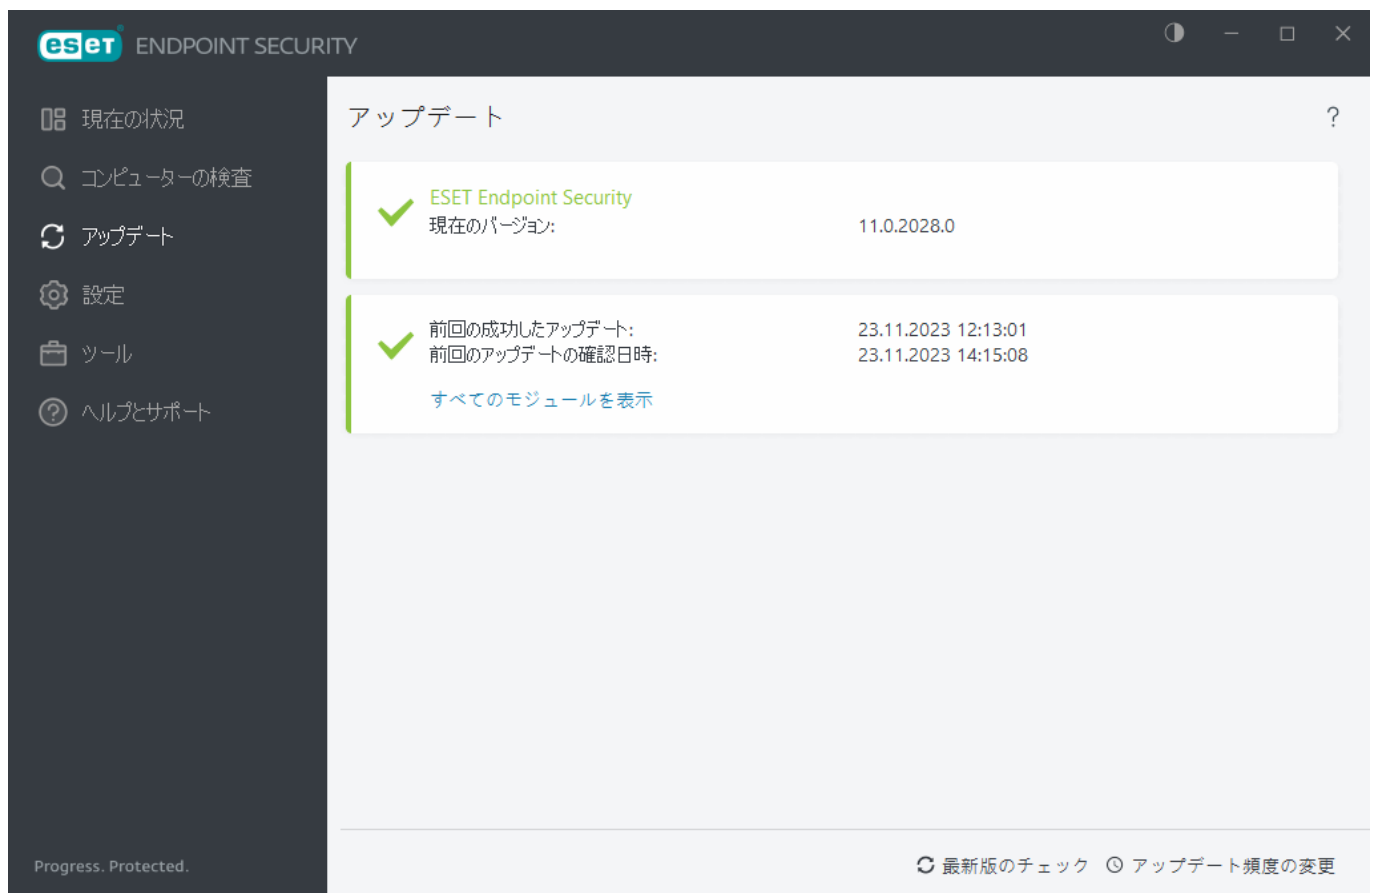 eset ENDPOINT SECURITY
現在の状況
コンピューターの検査
アップデート
設定
ツール
ヘルプとサポート
Progress. Protected.
アップデート
?
ESET Endpoint Security
現在のバージョン: 11.0.2028.0
前回の成功したアップデート: 23.11.2023 12:13:01
前回のアップデートの確認日時: 23.11.2023 14:15:08
すべてのモジュールを表示
最新版のチェック アップデート頻度の変更